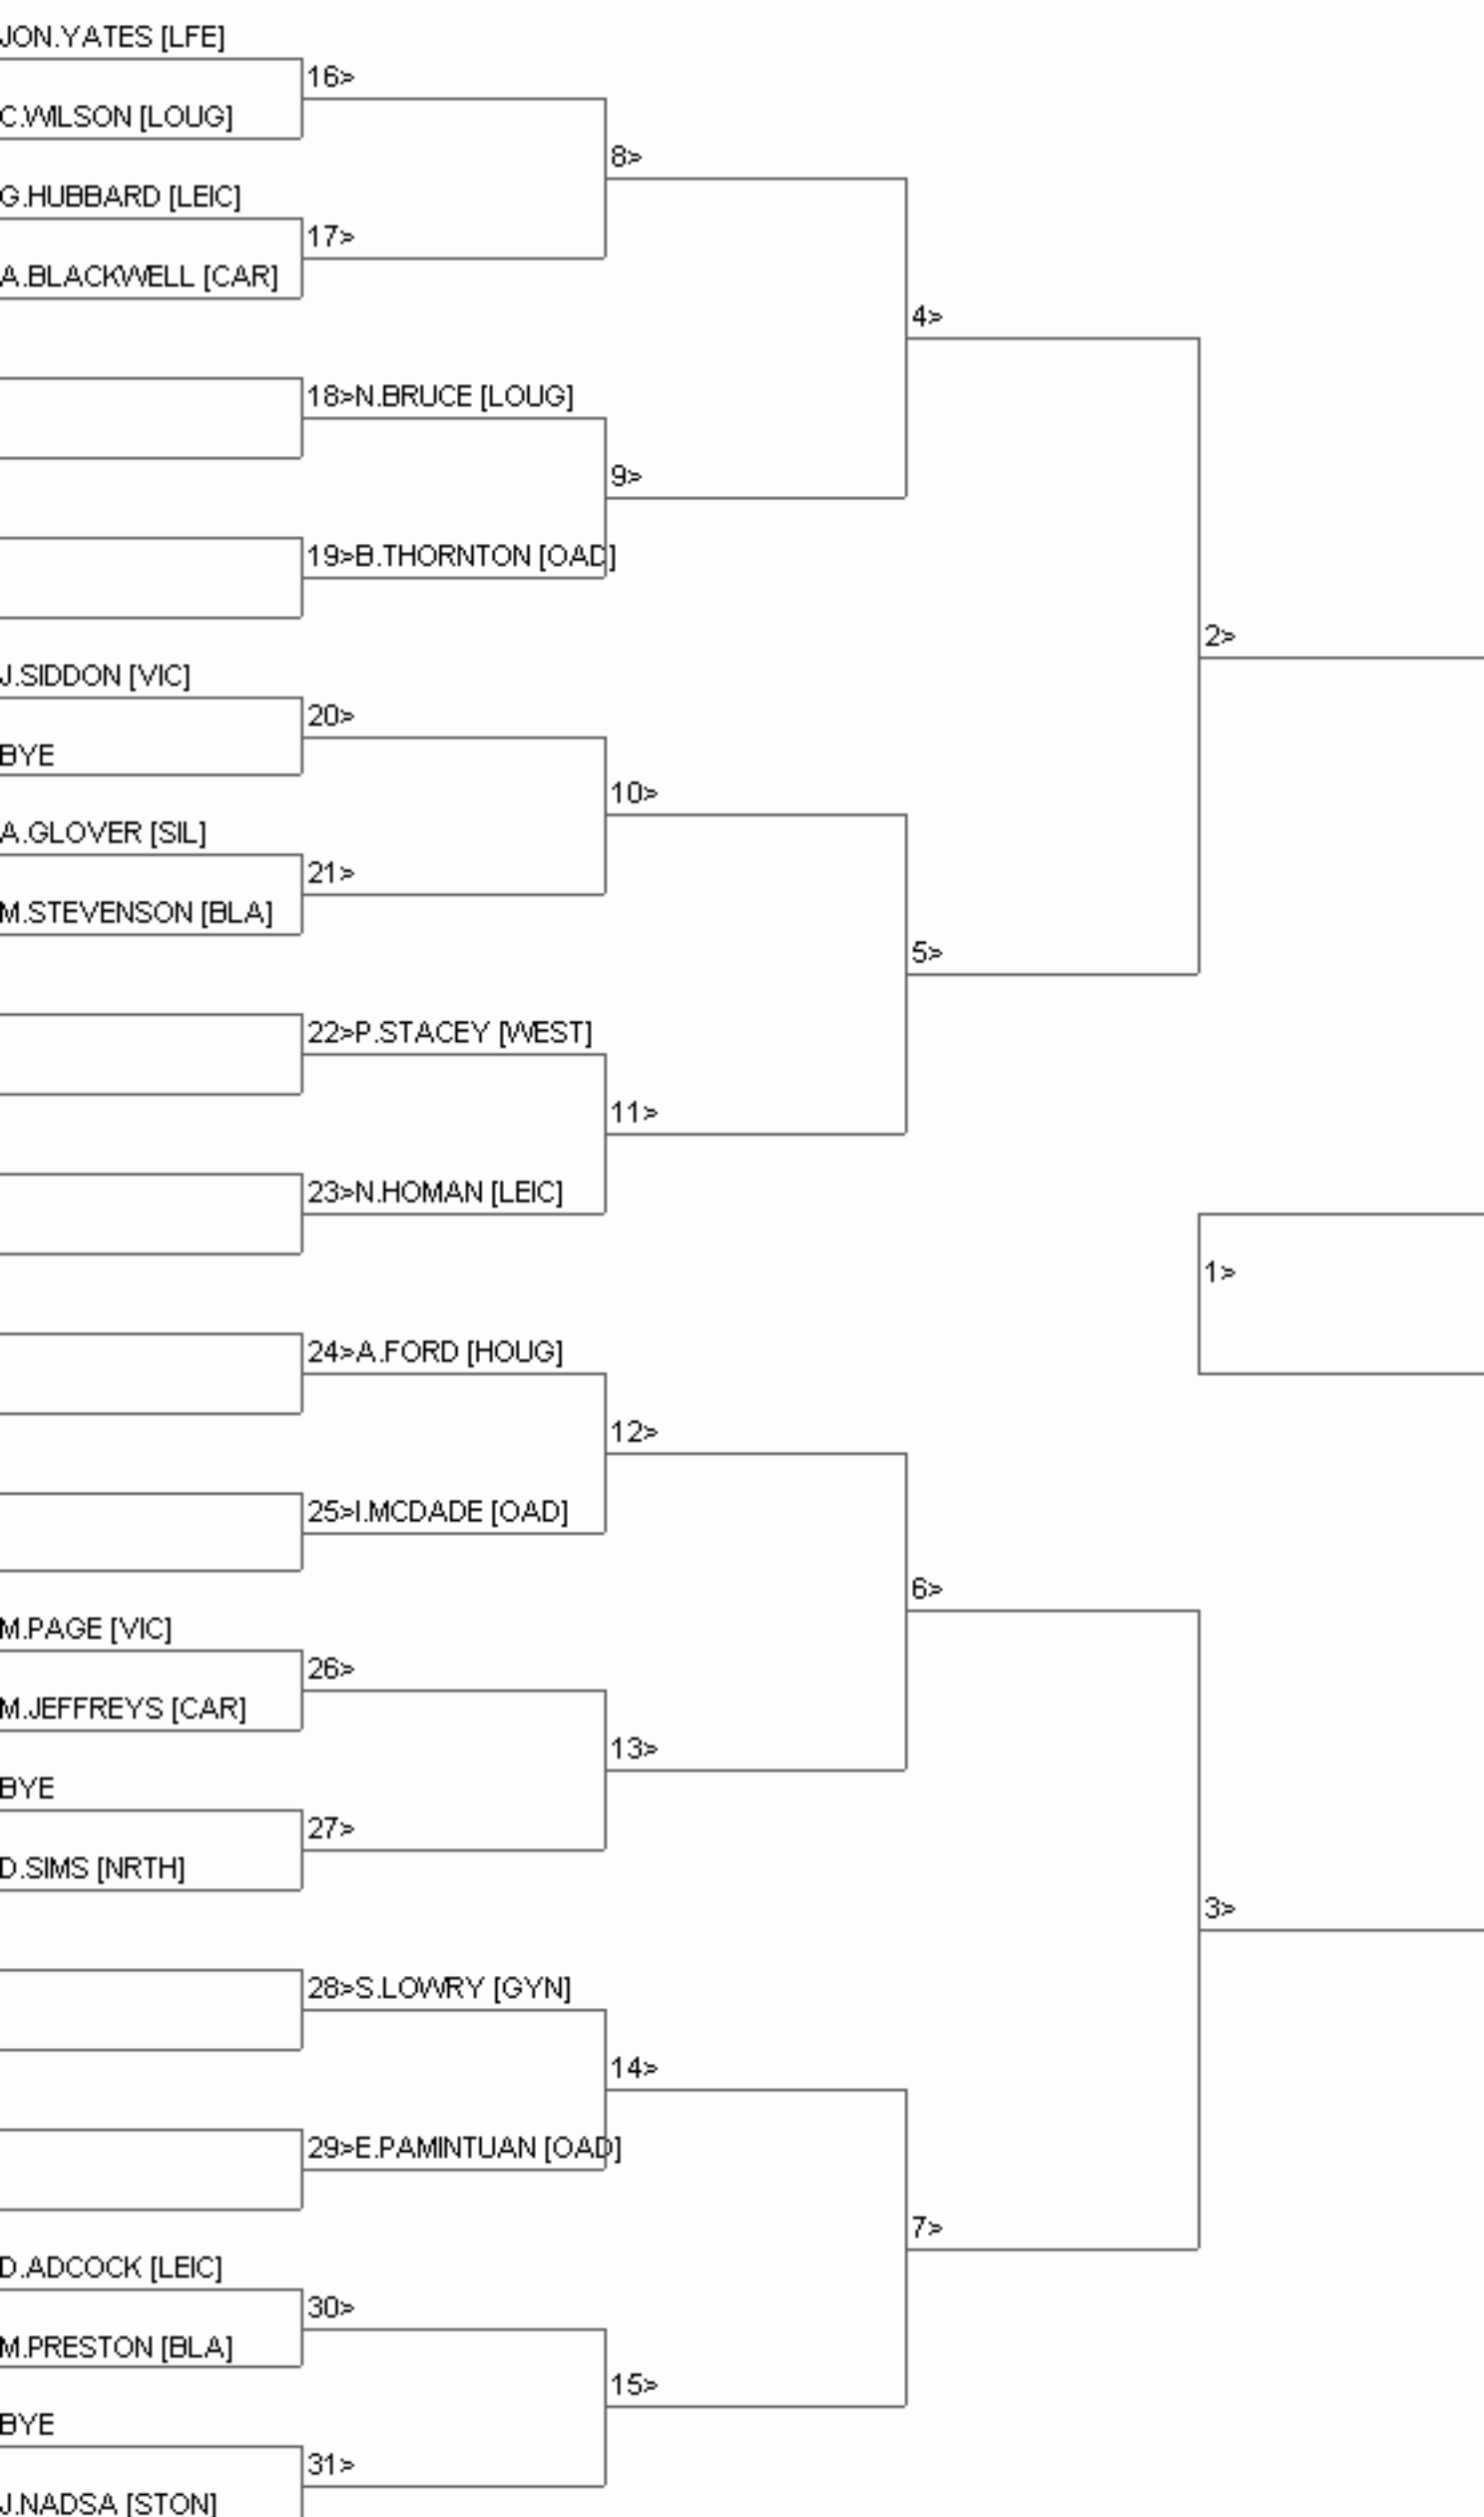 JON.YATES [LFE]
16>
C.WILSON [LOUG]
8>
G.HUBBARD [LEIC]
17>
A.BLACKWELL [CAR]
4>
18>N.BRUCE [LOUG]
9>
19>B.THORNTON [OAD]
2>
J.SIDDON [VIC]
20>
BYE
10>
A.GLOVER [SIL]
21>
M.STEVENSON [BLA]
5>
22>P.STACEY [WEST]
11>
23>N.HOMAN [LEIC]
1>
24>A.FORD [HOUG]
12>
25>I.MCDADE [OAD]
6>
M.PAGE [VIC]
26>
M.JEFFREYS [CAR]
13>
BYE
27>
D.SIMS [NRTH]
3>
28>S.LOWRY [GYN]
14>
29>E.PAMINTUAN [OAD]
7>
D.ADCOCK [LEIC]
30>
M.PRESTON [BLA]
15>
BYE
31>
J.NADSA [STON]